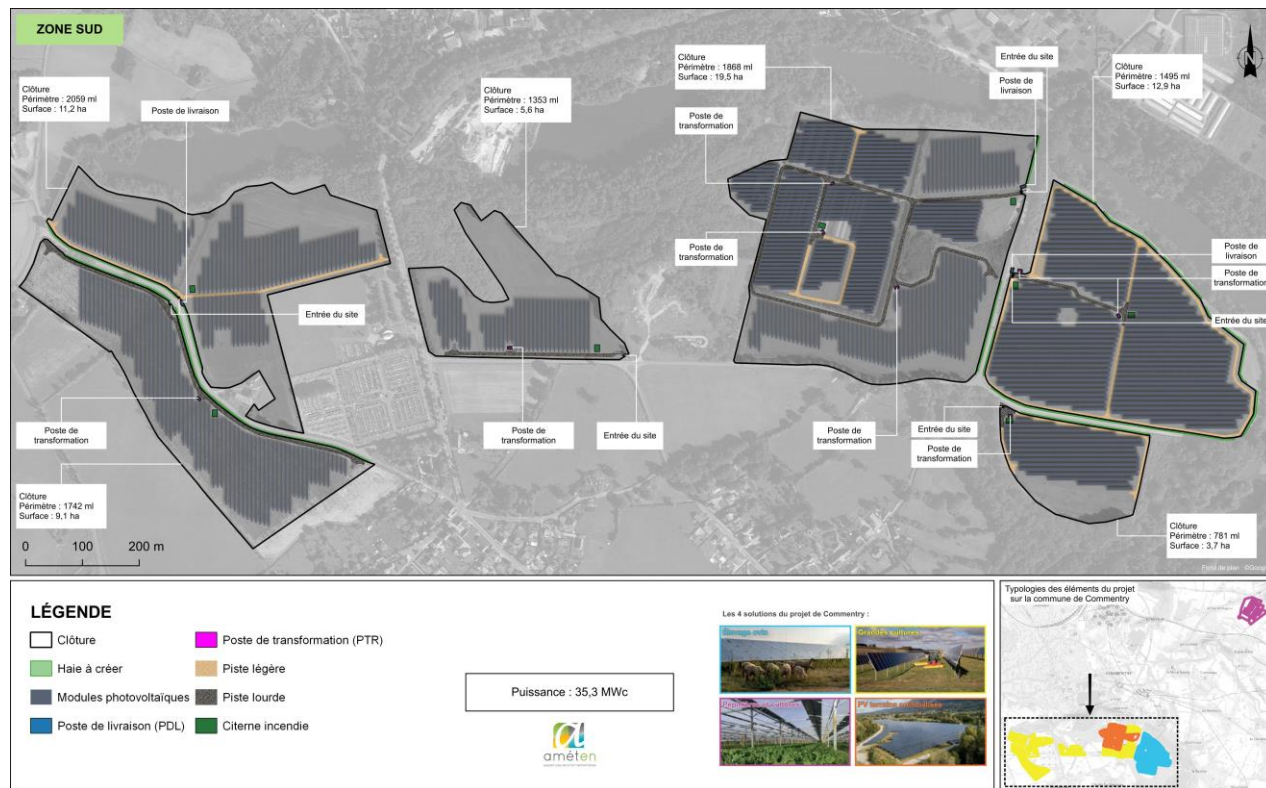 ZONE SUD
Clôture
Périmètre : 2059 ml
Surface : 11,2 ha
Poste de livraison
Clôture
Périmètre : 1353 ml
Surface : 5,6 ha
Clôture
Périmètre : 1868 ml
Surface : 19,5 ha
Poste de
transformation
Entrée du site
Poste de
livraison
Clôture
Périmètre : 1495 ml
Surface : 12,9 ha
N
Poste de
transformation
Poste de
livraison
Poste de
transformation
Entrée du site
Entrée du site
Poste de
transformation
Poste de
transformation
Entrée du site
Poste de
transformation
Entrée du site
Poste de
transformation
Clôture
Périmètre : 1742 ml
Surface : 9,1 ha
Clôture
Périmètre : 781 ml
Surface : 3,7 ha
0 100 200 m
Fond de plan : ©Google
LÉGENDE
Clôture
Haie à créer
Modules photovoltaïques
Poste de livraison (PDL)
Poste de transformation (PTR)
Piste légère
Piste lourde
Citerne incendie
Puissance : 35,3 MWc
améten
Les 4 solutions du projet de Commentry :
Élevage ovin
Grandes cultures
PV terrains
Typologies des éléments du projet
sur la commune de Commentry
COMMENTRY